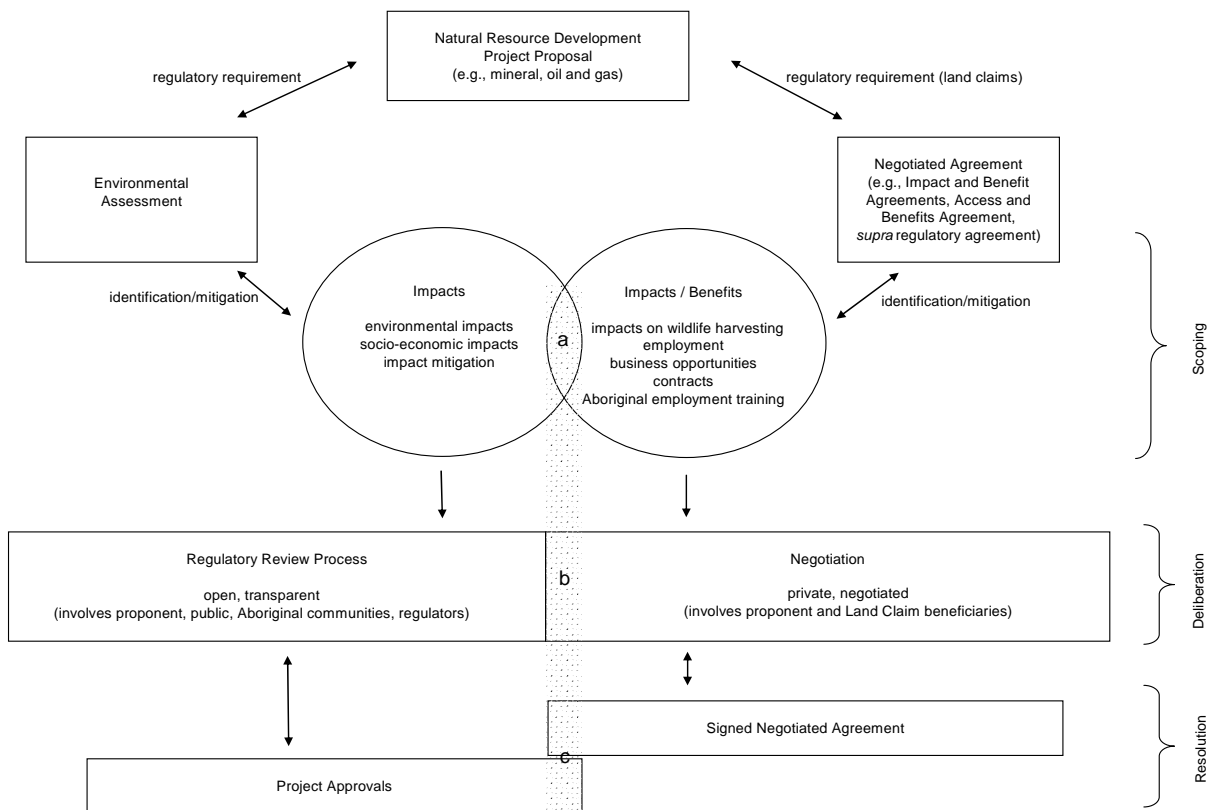 Natural Resource Development
Project Proposal
(e.g., mineral, oil and gas)
regulatory requirement
regulatory requirement (land claims)
Environmental
Assessment
Negotiated Agreement
(e.g., Impact and Benefit
Agreements, Access and
Benefits Agreement,
supra regulatory agreement)
identification/mitigation
identification/mitigation
Impacts
environmental impacts
socio-economic impacts
impact mitigation
a
Impacts / Benefits
impacts on wildlife harvesting
employment
business opportunities
contracts
Aboriginal employment training
Scoping
Regulatory Review Process
open, transparent
(involves proponent, public, Aboriginal communities, regulators)
b
Negotiation
private, negotiated
(involves proponent and Land Claim beneficiaries)
Deliberation
Signed Negotiated Agreement
c
Project Approvals
Resolution